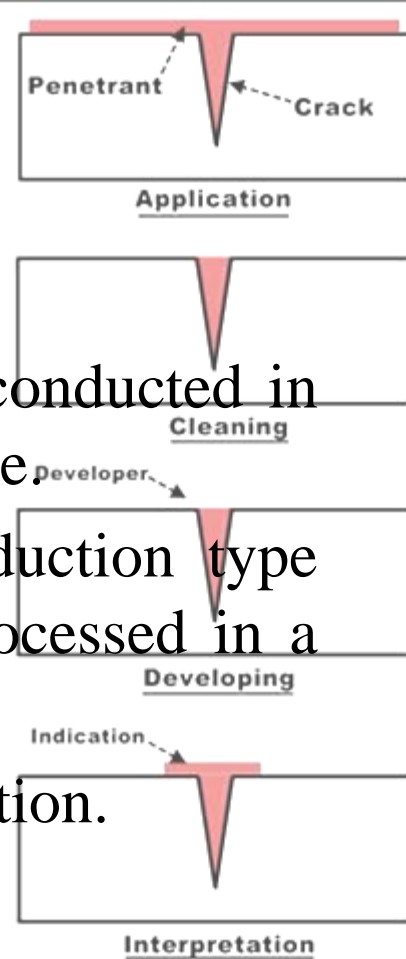 Penetrant
Crack
Application
conducted in
Cleaning
e.
Developer
duction type
ocessed in a
Developing
Indication
tion.
Interpretation